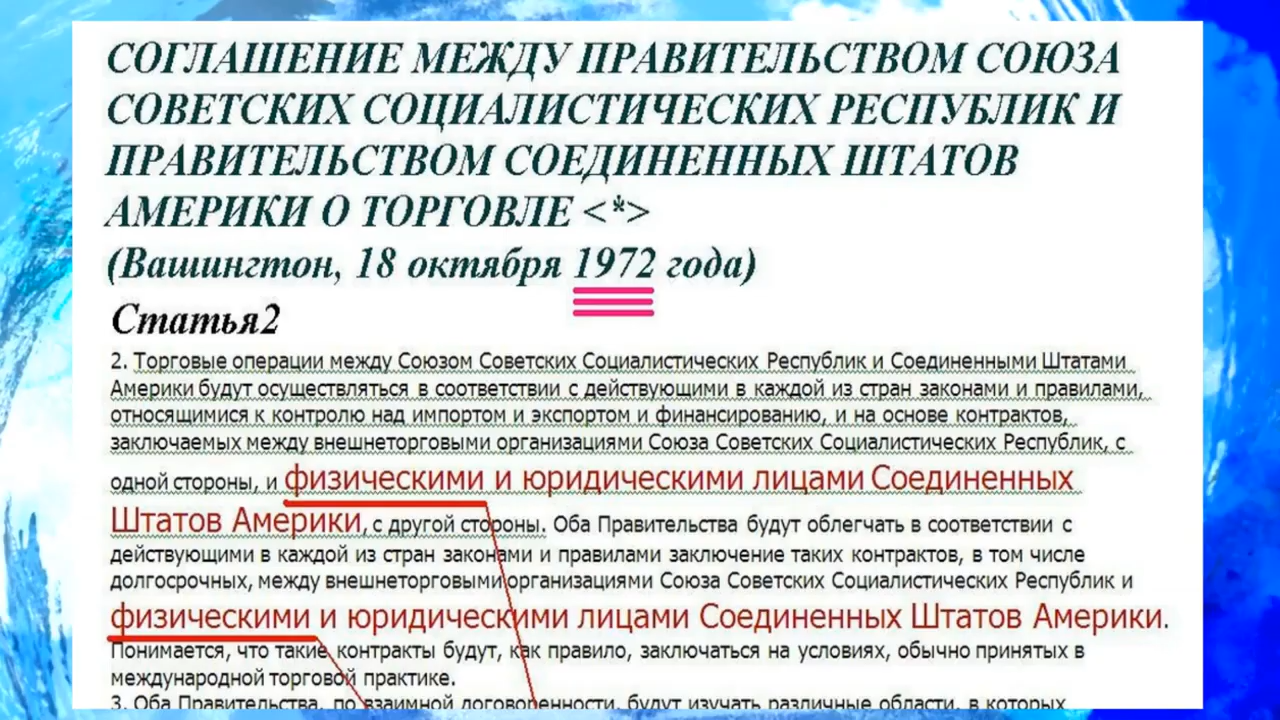 СОГЛАШЕНИЕ МЕЖДУ ПРАВИТЕЛЬСТВОМ СОЮЗА
СОВЕТСКИХ СОЦИАЛИСТИЧЕСКИХ РЕСПУБЛИК И
ПРАВИТЕЛЬСТВОМ СОЕДИНЕННЫХ ШТАТОВ
АМЕРИКИ О ТОРГОВЛЕ <*>
(Вашингтон, 18 октября 1972 года)
Статья2
2. Торговые операции между Союзом Советских Социалистических Республик и Соединенными Штатами
Америки будут осуществляться в соответствии с действующими в каждой из стран законами и правилами,
относящимися к контролю над импортом и экспортом и финансированию, и на основе контрактов,
заключаемых между внешнеторговыми организациями Союза Советских Социалистических Республик, с
одной стороны, и физическими и юридическими лицами Соединенных
Штатов Америки, с другой стороны. Оба Правительства будут облегчать в соответствии с
действующими в каждой из стран законами и правилами заключение таких контрактов, в том числе
долгосрочных, между внешнеторговыми организациями Союза Советских Социалистических Республик и
физическими и юридическими лицами Соединенных Штатов Америки.
Понимается, что такие контракты будут, как правило, заключаться на условиях, обычно принятых в
международной торговой практике.
3. Оба Правительства, по взаимной договоренности, будут изучать различные области, в которых